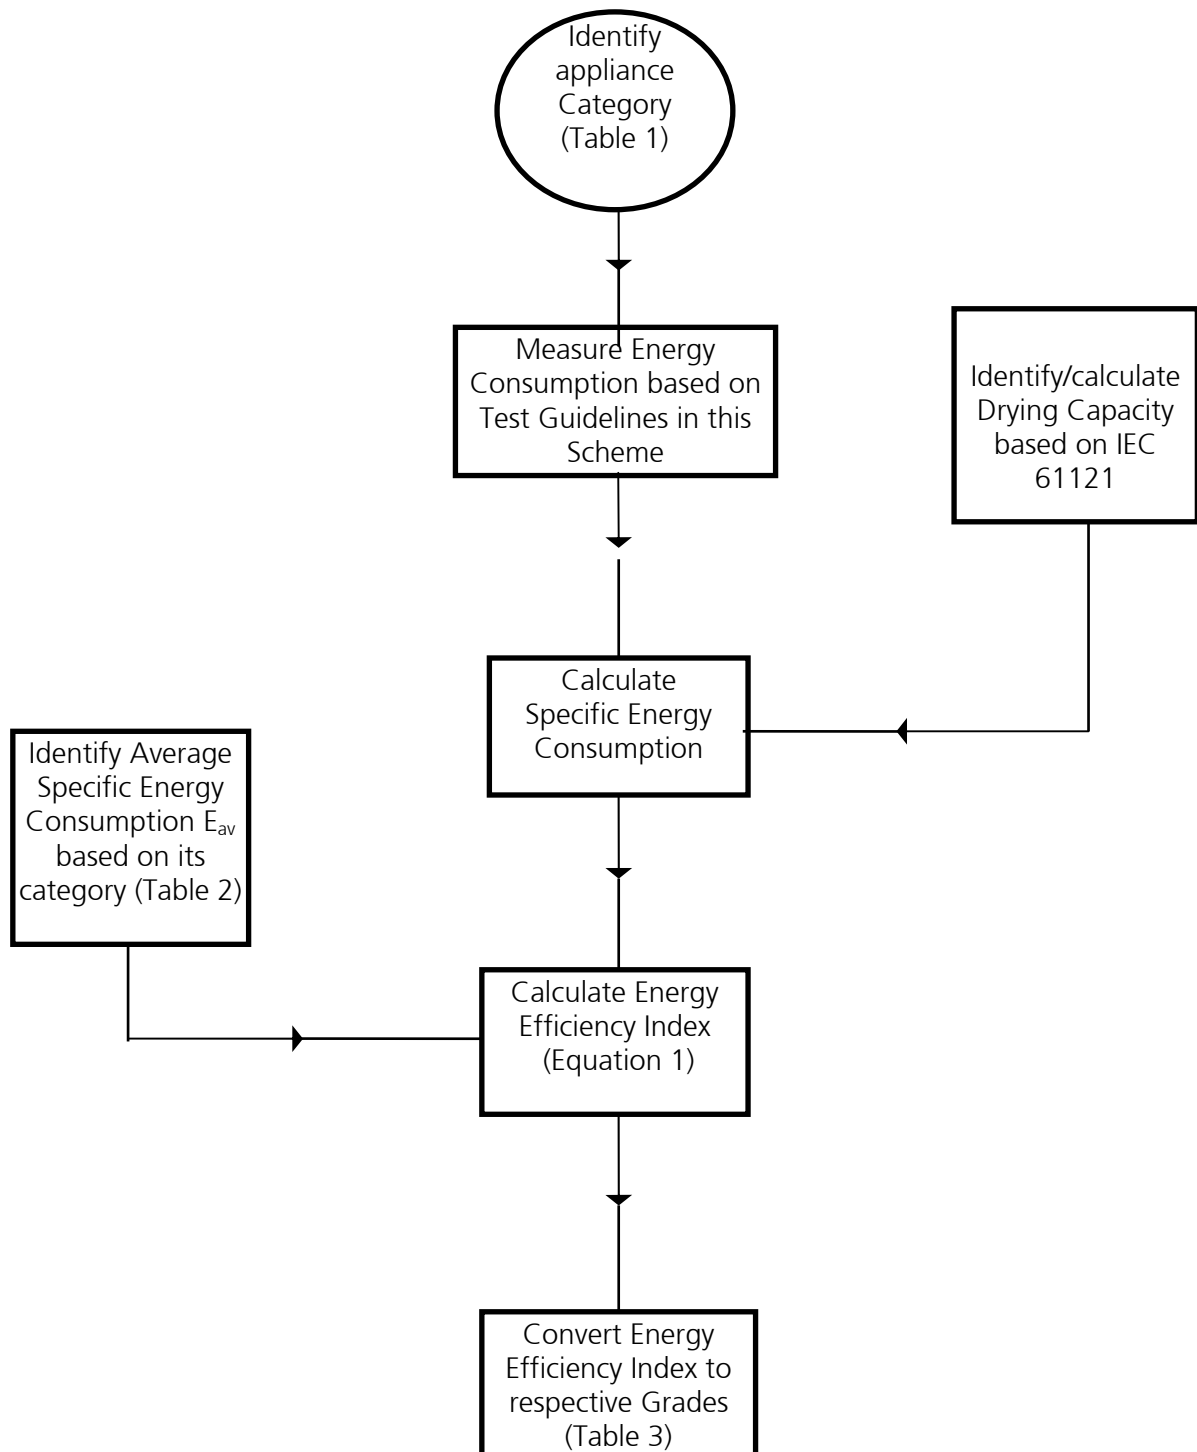 Identify
appliance
Category
(Table 1)
Measure Energy
Consumption based on
Test Guidelines in this
Scheme
Identify/calculate
Drying Capacity
based on IEC
61121
Calculate
Specific Energy
Consumption
Identify Average
Specific Energy
Consumption Eav
based on its
category (Table 2)
Calculate Energy
Efficiency Index
(Equation 1)
Convert Energy
Efficiency Index to
respective Grades
(Table 3)